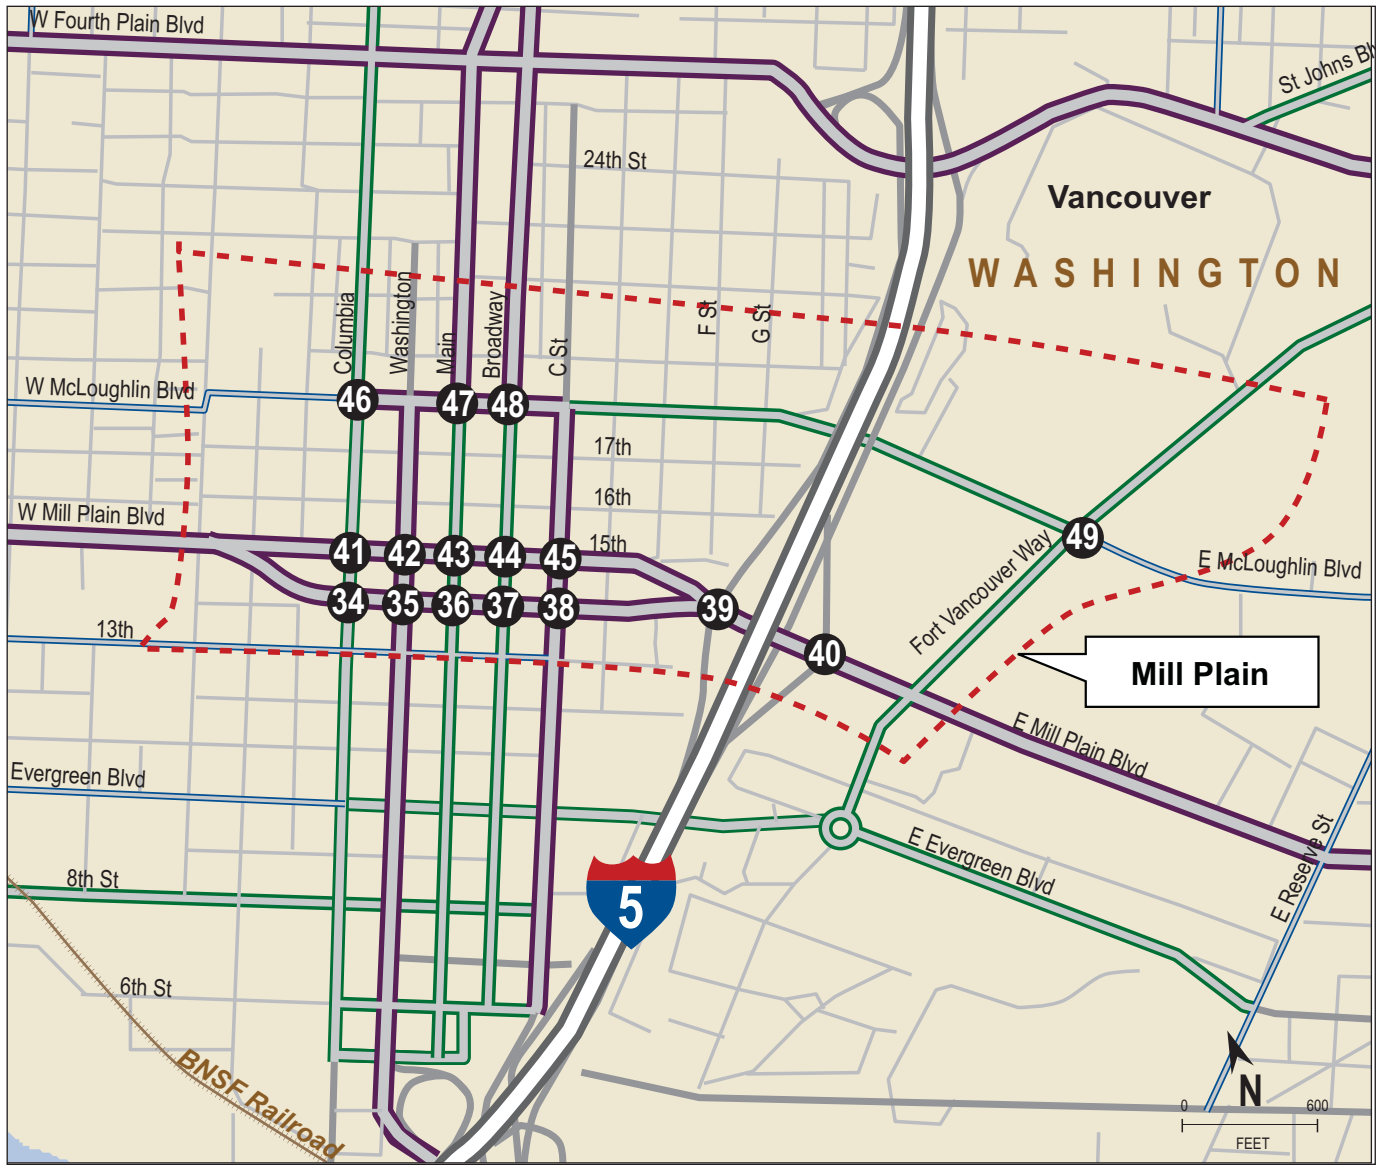 W Fourth Plain Blvd
St Johns Bl
24th St
Vancouver
WASHINGTON
Columbia
Washington
Main
Broadway
C St
F St
G St
W McLoughlin Blvd
46
47
48
17th
16th
W Mill Plain Blvd
15th
41
42
43
44
45
49
Fort Vancouver Way
E McLoughlin Blvd
34
35
36
37
38
39
13th
40
Mill Plain
E Mill Plain Blvd
Evergreen Blvd
E Evergreen Blvd
E Reserve St
8th St
5
6th St
BNSF Railroad
N
0
600
FEET